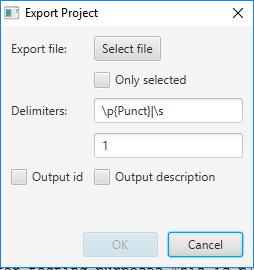 Export Project
Export file: Select file
Only selected
Delimiters: \p{Punct}|\s
1
Output id Output description
OK Cancel